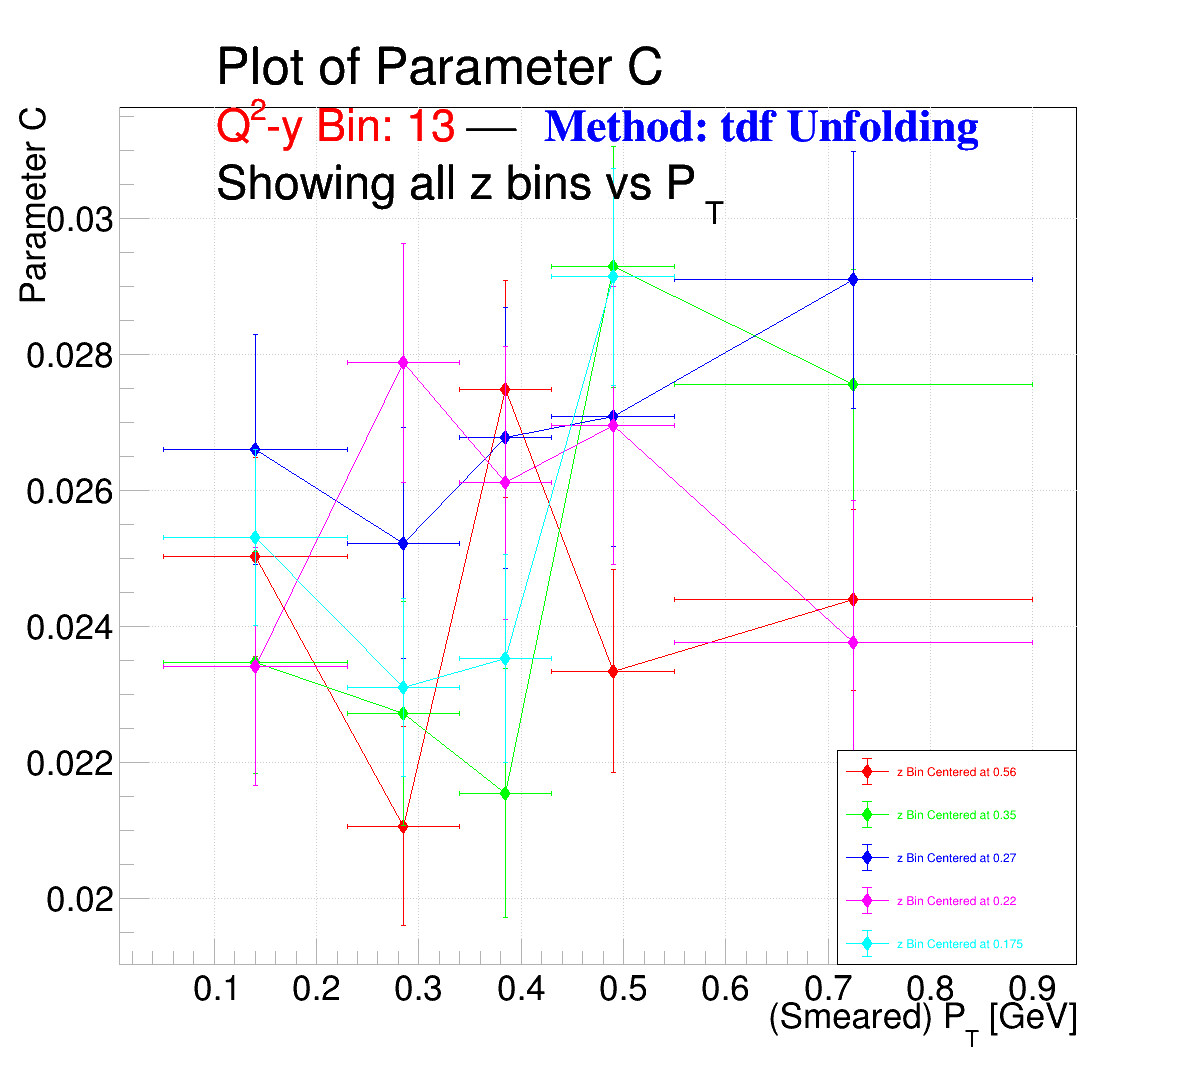 Plot of Parameter C
Q²-y Bin: 13 — Method: tdf Unfolding
Showing all z bins vs P_T
Parameter C
0.03
0.028
0.026
0.024
0.022
0.02
z Bin Centered at 0.56
z Bin Centered at 0.35
z Bin Centered at 0.27
z Bin Centered at 0.22
z Bin Centered at 0.175
0.1 0.2 0.3 0.4 0.5 0.6 0.7 0.8 0.9
(Smeared) P_T [GeV]